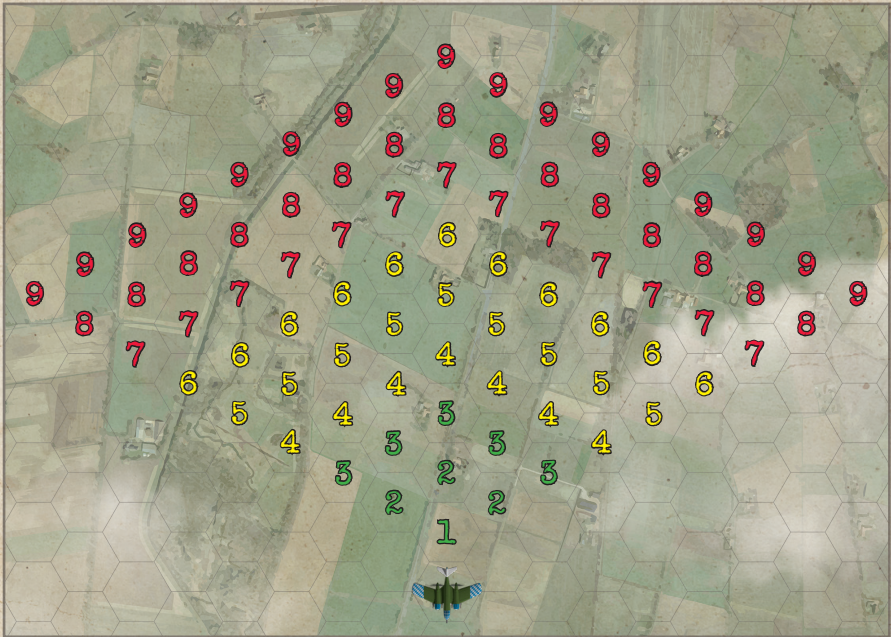 9
9 9
9 8 9
9 8 8 9
9 8 7 8 9
9 8 7 7 8 9
9 8 7 6 7 8 9
9 8 7 6 6 7 8 9
9 8 7 6 5 6 7 8 9
8 7 6 5 5 6 7 8
7 6 5 4 5 6 7
6 5 4 4 5 6
5 4 3 4 5
4 3 3 4
3 2 3
2 2
1